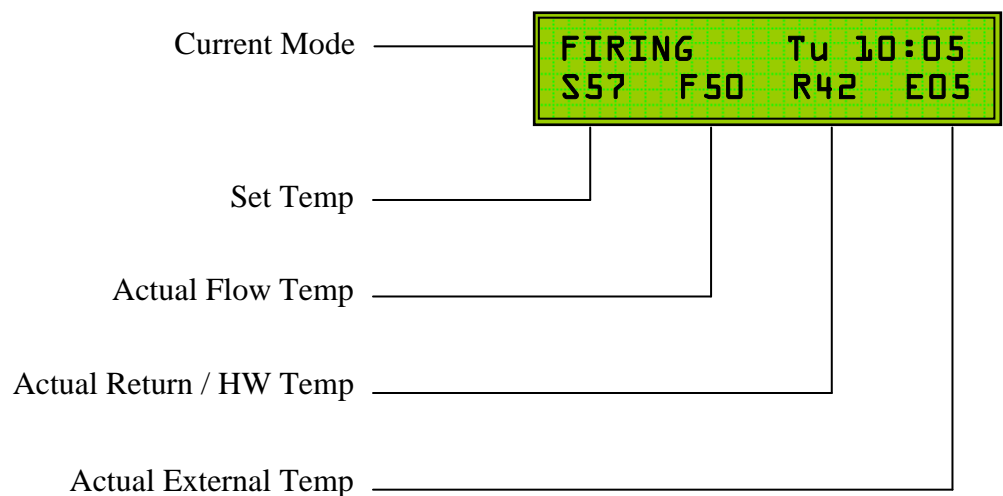 Current Mode
FIRING Tu 10:05
S57 F50 R42 E05
Set Temp
Actual Flow Temp
Actual Return / HW Temp
Actual External Temp